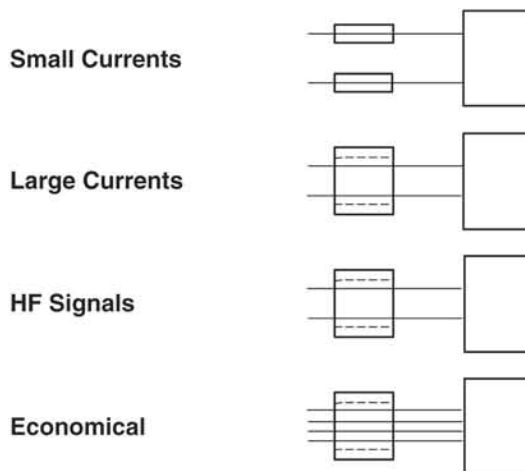 Small Currents
Large Currents
HF Signals
Economical